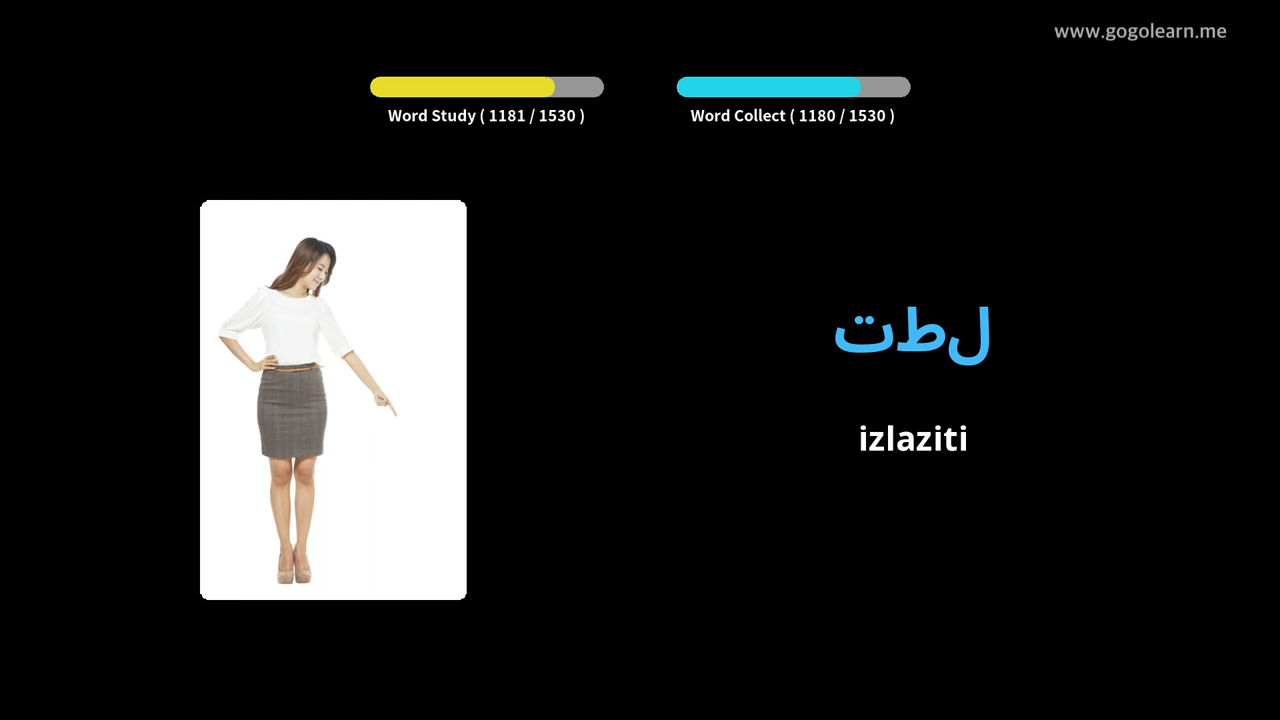 www.gogolearn.me
Word Study ( 1181 / 1530 )
Word Collect ( 1180 / 1530 )
لطت
izlaziti